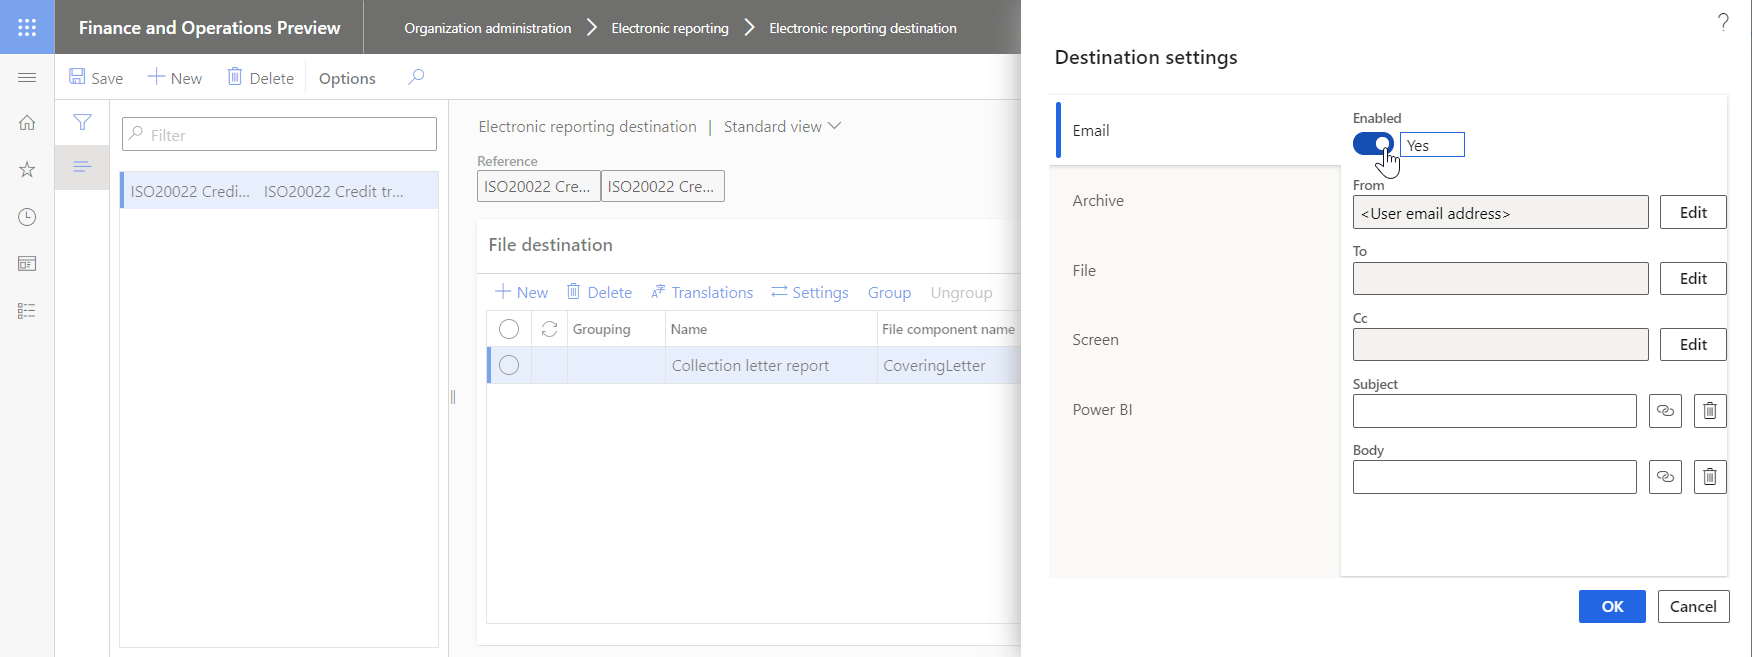 Finance and Operations Preview
Organization administration > Electronic reporting > Electronic reporting destination
?
Save New Delete Options
Filter
ISO20022 Credi... ISO20022 Credit tr...
Electronic reporting destination | Standard view
Reference
ISO20022 Cre... ISO20022 Cre...
File destination
New Delete Translations Settings Group Ungroup
Grouping Name File component name
Collection letter report CoveringLetter
Destination settings
Email
Archive
File
Screen
Power BI
Enabled
Yes
From
<User email address> Edit
To
Edit
Cc
Edit
Subject
Body
OK Cancel